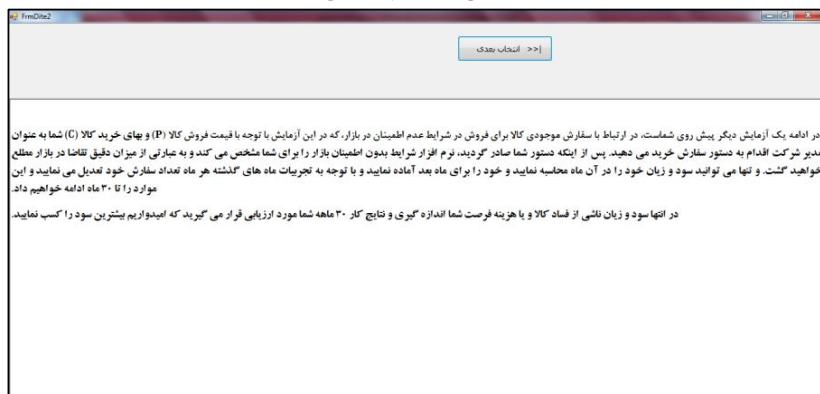 FrmDite2
انتخاب بعدی >>|
در ادامه یک آزمایش دیگر پیش روی شماست، در ارتباط با سفارش موجودی کالا برای فروش در شرایط عدم اطمینان در بازار، که در این آزمایش با توجه با قیمت فروش کالا (P) و بهای خرید کالا (C) شما به عنوان
مدیر شرکت اقدام به دستور سفارش خرید می دهید. پس از اینکه دستور شما صادر گردید، نرم افزار شرایط بدون اطمینان بازار را برای شما مشخص می کند و به عبارتی از میزان دقیق تقاضا در بازار مطلع
خواهید گشت. و تنها می توانید سود و زیان خود را در آن ماه محاسبه نمایید و خود را برای ماه بعد آماده نمایید و با توجه به تجربیات ماه های گذشته هر ماه تعداد سفارش خود تعدیل می نمایید و این
موارد را تا ۳۰ ماه ادامه خواهیم داد.
در انتها سود و زیان ناشی از فساد کالا و یا هزینه فرصت شما اندازه گیری و نتایج کار ۳۰ ماهه شما مورد ارزیابی قرار می گیرید که امیدواریم بیشترین سود را کسب نمایید.